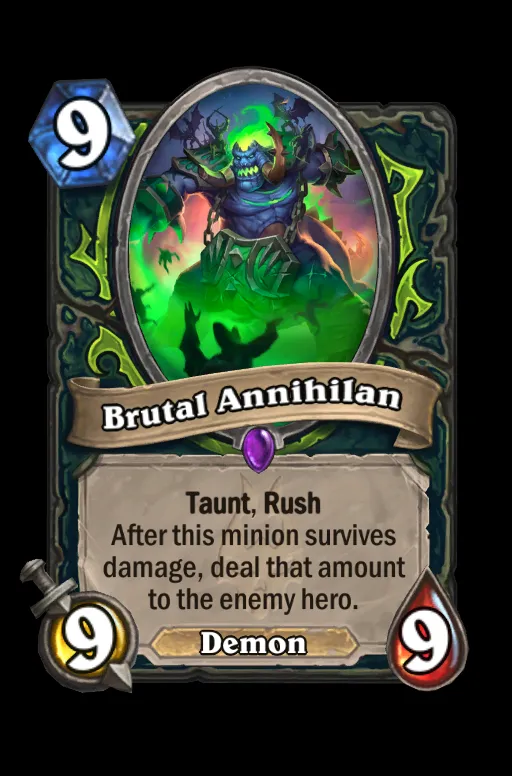 9
Brutal Annihilan
Taunt, Rush
After this minion survives
damage, deal that amount
to the enemy hero.
9
Demon
9